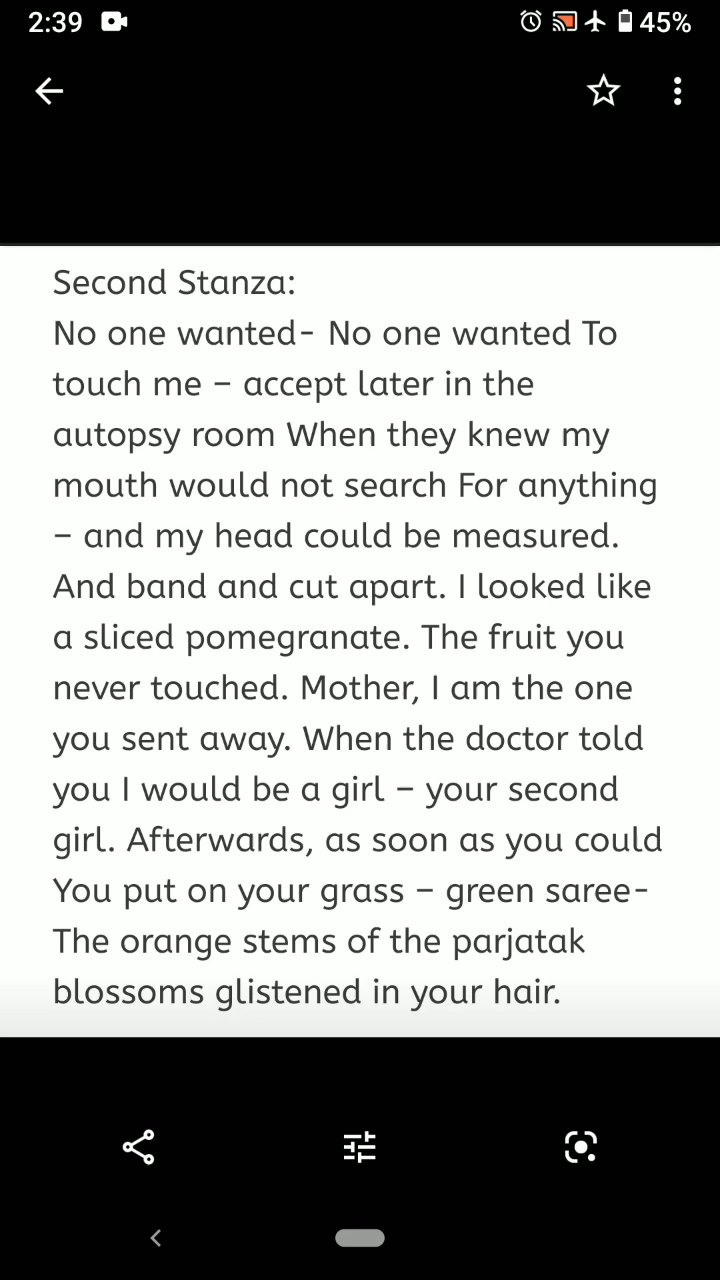 2:39
45%
Second Stanza:
No one wanted- No one wanted To
touch me – accept later in the
autopsy room When they knew my
mouth would not search For anything
– and my head could be measured.
And band and cut apart. I looked like
a sliced pomegranate. The fruit you
never touched. Mother, I am the one
you sent away. When the doctor told
you I would be a girl – your second
girl. Afterwards, as soon as you could
You put on your grass – green saree-
The orange stems of the parjatak
blossoms glistened in your hair.